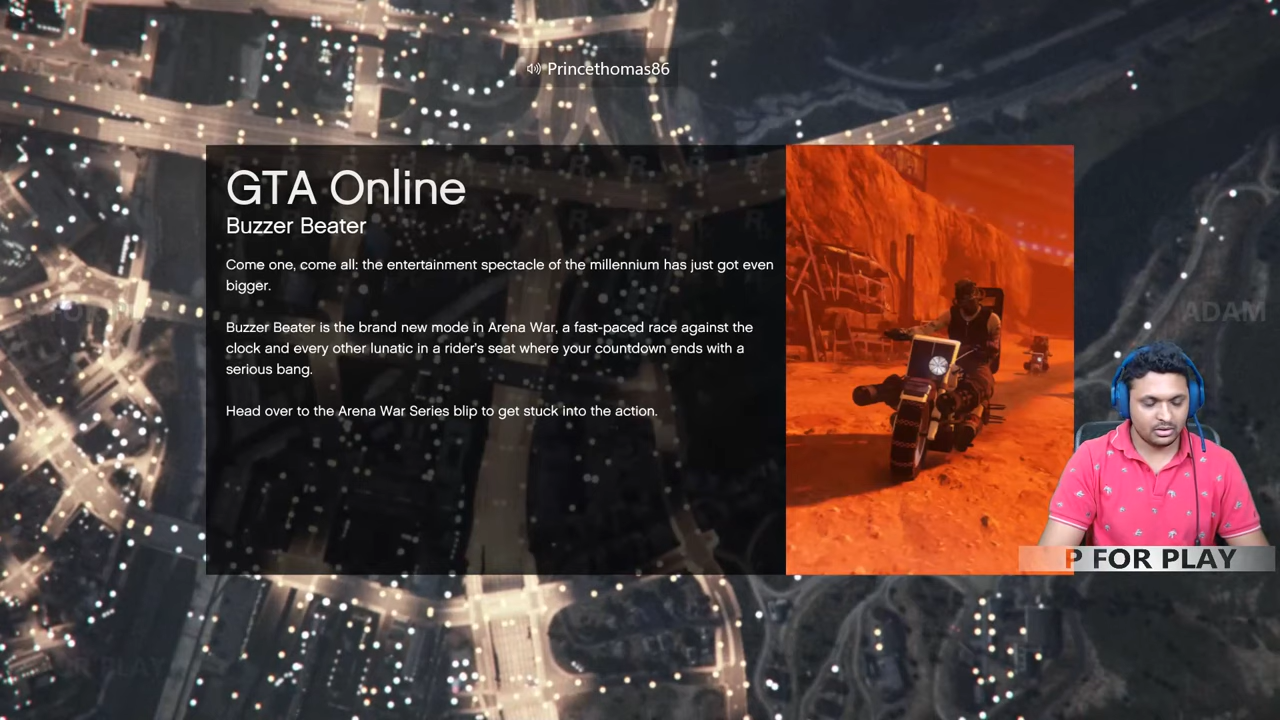 Princethomas86
GTA Online
Buzzer Beater
Come one, come all: the entertainment spectacle of the millennium has just got even
bigger.
Buzzer Beater is the brand new mode in Arena War, a fast-paced race against the
clock and every other lunatic in a rider's seat where your countdown ends with a
serious bang.
Head over to the Arena War Series blip to get stuck into the action.
ADAM
P FOR PLAY
R PLAY